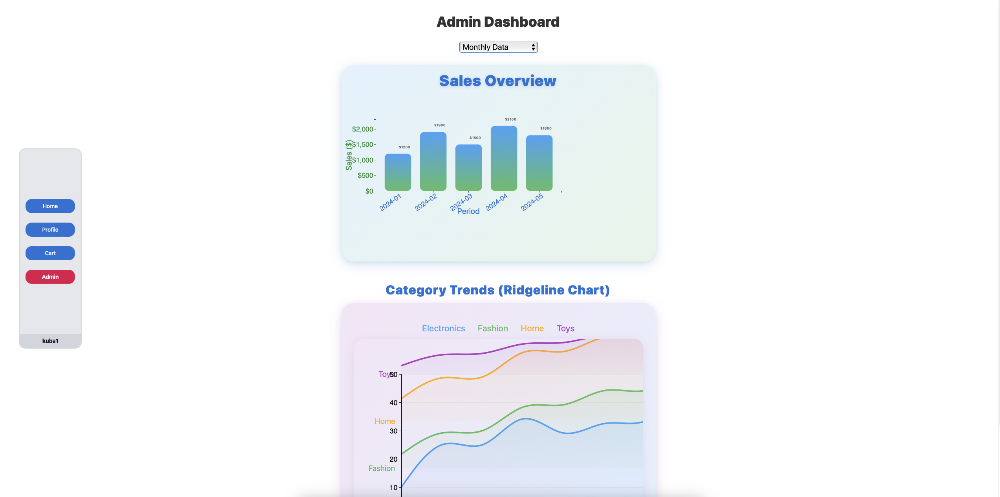 Admin Dashboard
Monthly Data
Sales Overview
Sales ($)
$2,000
$1,500
$1,000
$500
$0
$1200
$1900
$1500
$2100
$1800
2024-01
2024-02
2024-03
2024-04
2024-05
Period
Home
Profile
Cart
Admin
kuba1
Category Trends (Ridgeline Chart)
Electronics Fashion Home Toys
Toys
Home
Fashion
50
40
30
20
10